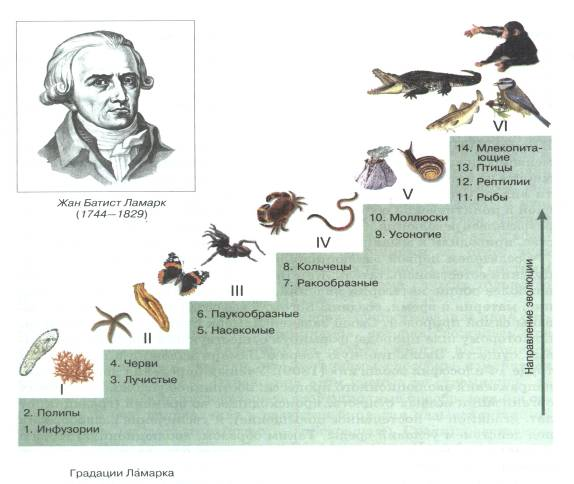 Жан Батист Ламарк
(1744—1829)
VI
14. Млекопита-
ющие
13. Птицы
12. Рептилии
11. Рыбы
V
10. Моллюски
9. Усоногие
IV
8. Кольчецы
7. Ракообразные
III
6. Паукообразные
5. Насекомые
II
4. Черви
3. Лучистые
I
2. Полипы
1. Инфузории
Направление эволюции
Градации Ла́марка